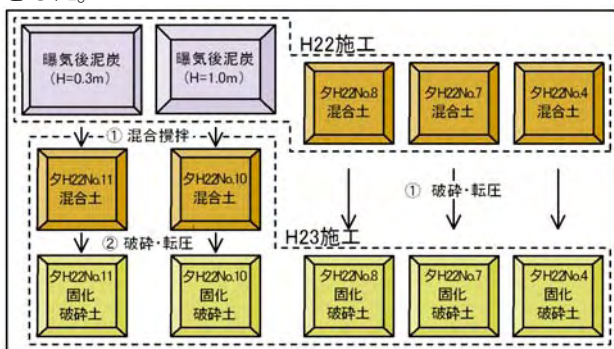 とした。
曝気後泥炭
(H=0.3m)
曝気後泥炭
(H=1.0m)
H22施工
タH22No.8
混合土
タH22No.7
混合土
タH22No.4
混合土
① 混合攪拌
タH22No.11
混合土
タH22No.10
混合土
① 破砕・転圧
② 破砕・転圧
H23施工
タH22No.11
固化
破砕土
タH22No.10
固化
破砕土
タH22No.8
固化
破砕土
タH22No.7
固化
破砕土
タH22No.4
固化
破砕土